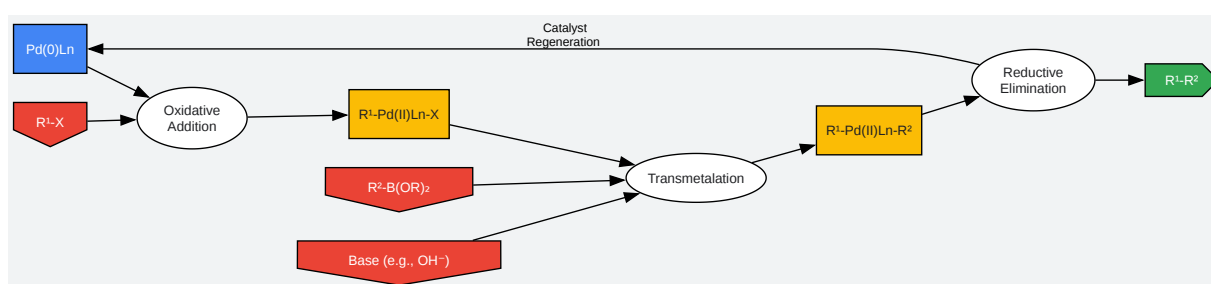 Catalyst
Regeneration
Pd(0)Ln
R¹-X
Oxidative
Addition
R¹-Pd(II)Ln-X
R²-B(OR)₂
Base (e.g., OH⁻)
Transmetalation
R¹-Pd(II)Ln-R²
Reductive
Elimination
R¹-R²